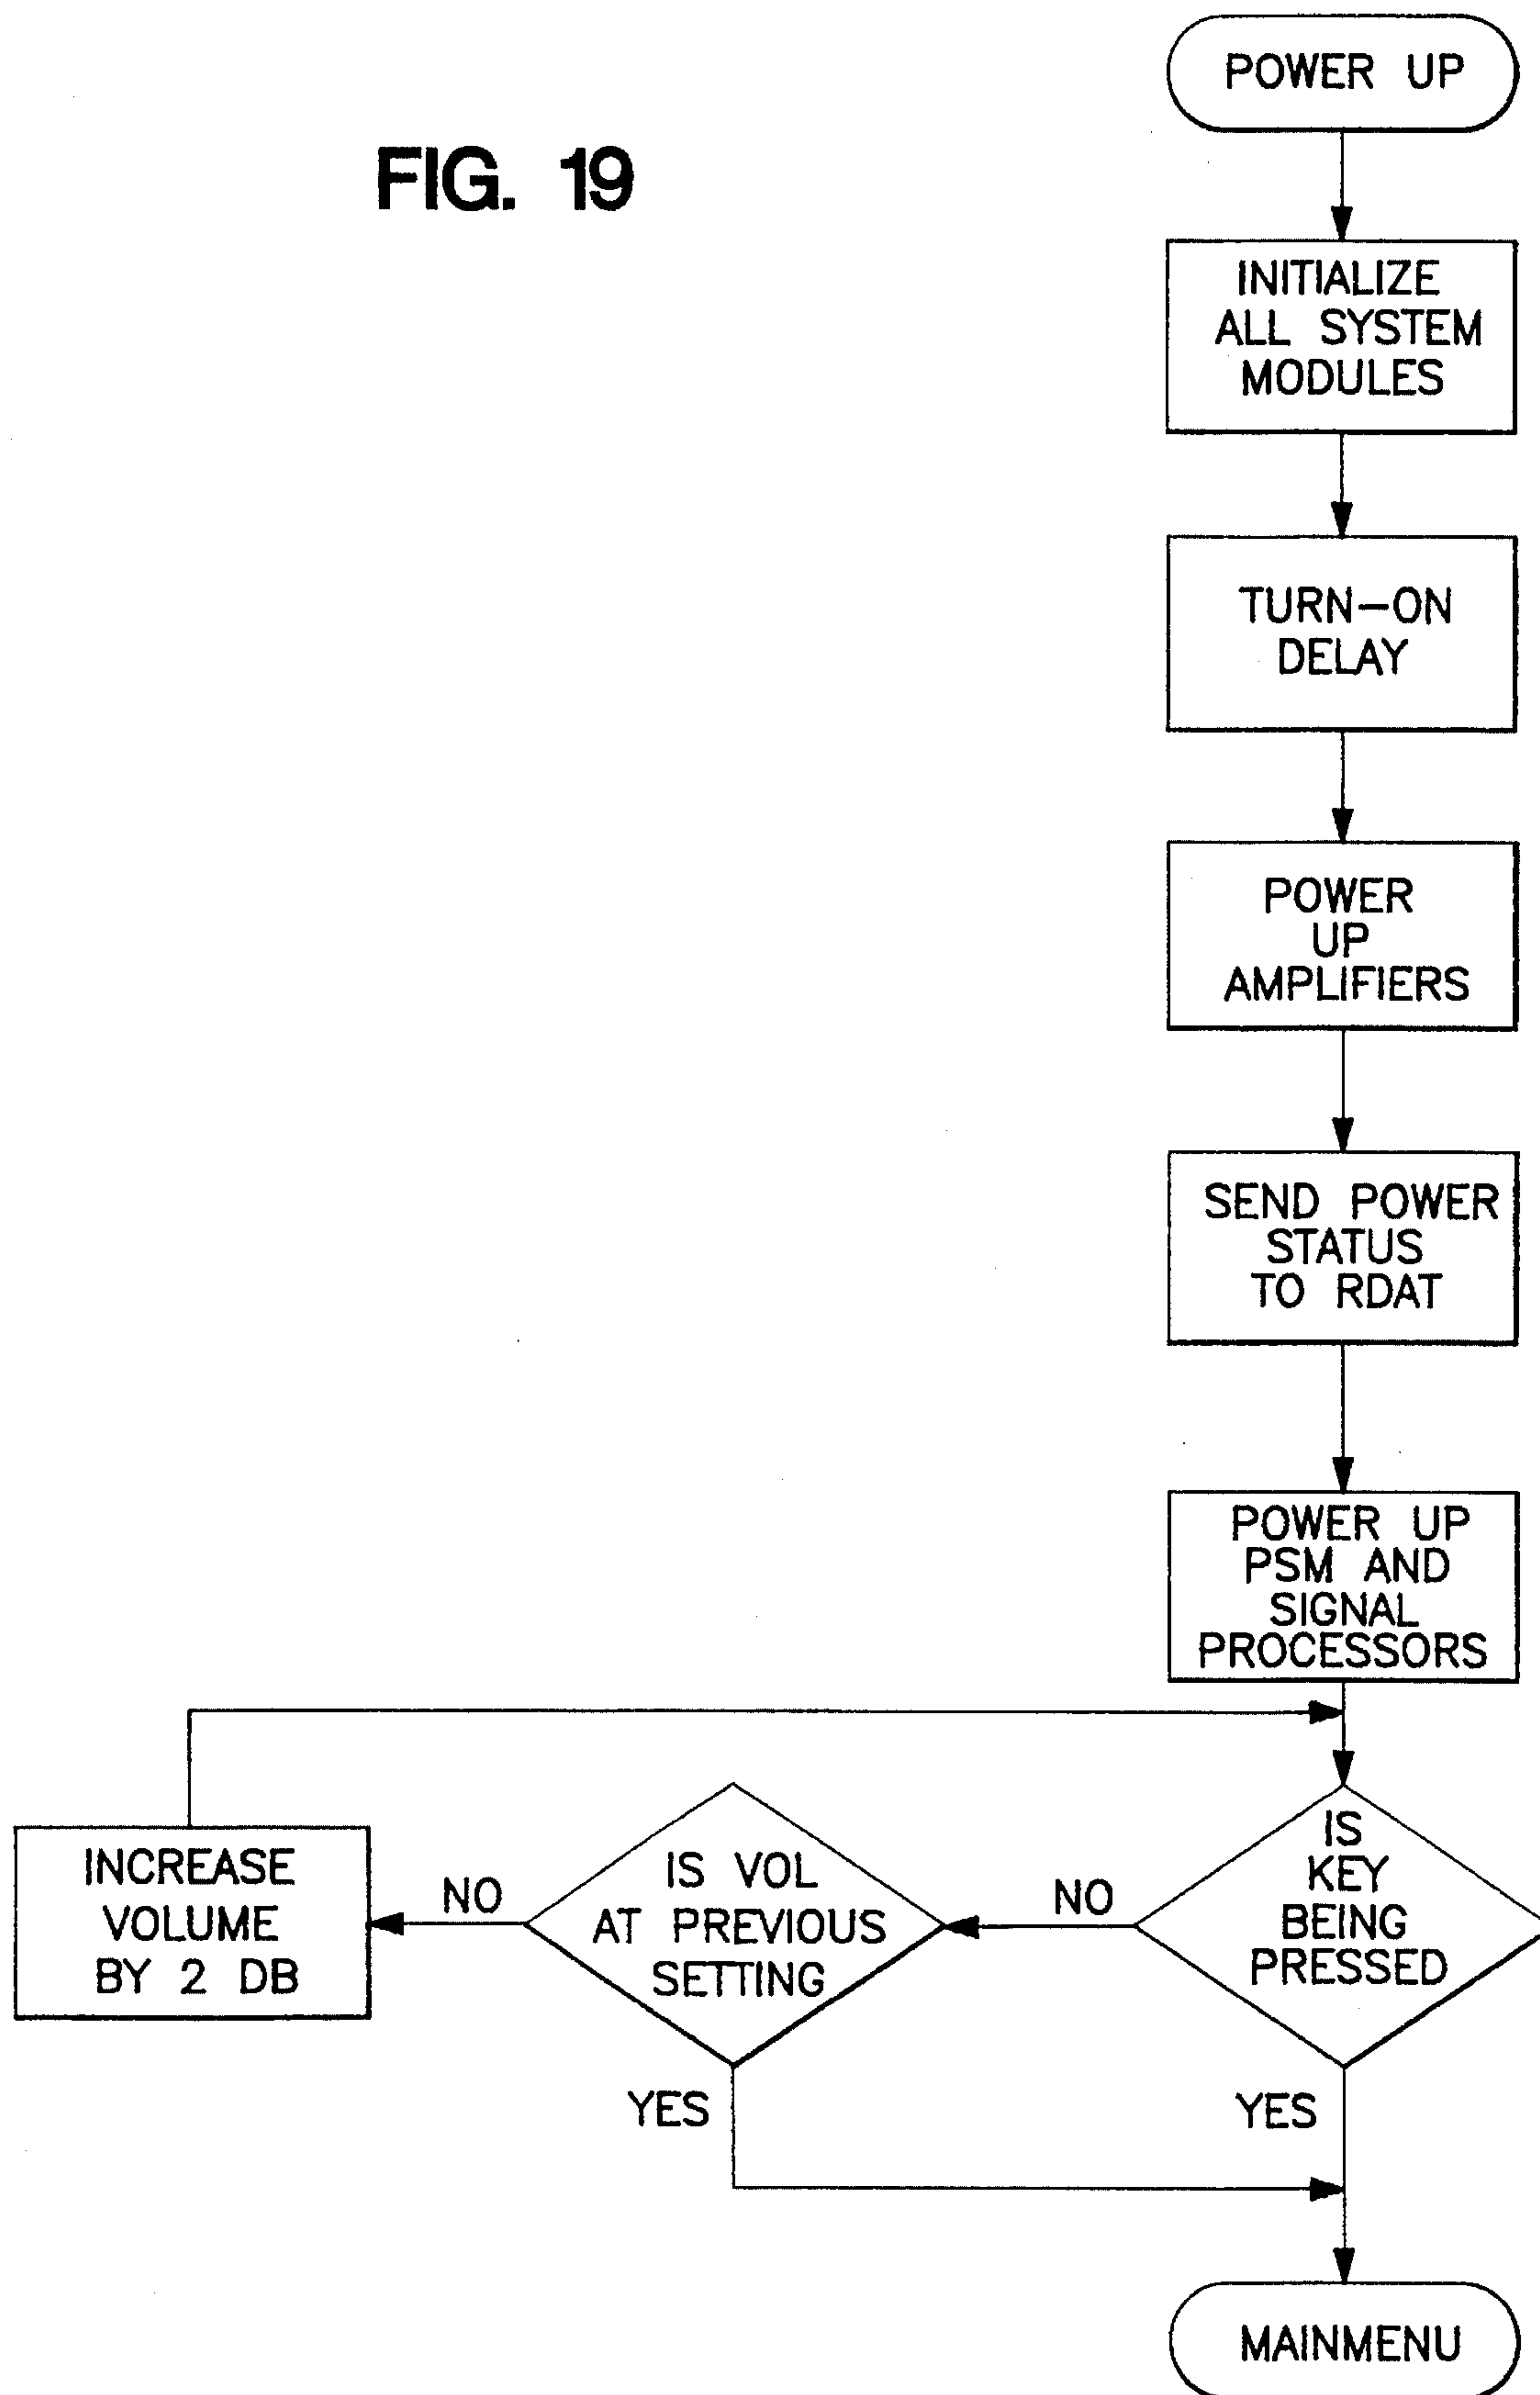 FIG. 19
POWER UP
INITIALIZE
ALL SYSTEM
MODULES
TURN-ON
DELAY
POWER
UP
AMPLIFIERS
SEND POWER
STATUS
TO RDAT
POWER UP
PSM AND
SIGNAL
PROCESSORS
IS
KEY
BEING
PRESSED
NO
IS VOL
AT PREVIOUS
SETTING
NO
INCREASE
VOLUME
BY 2 DB
YES
YES
MAINMENU